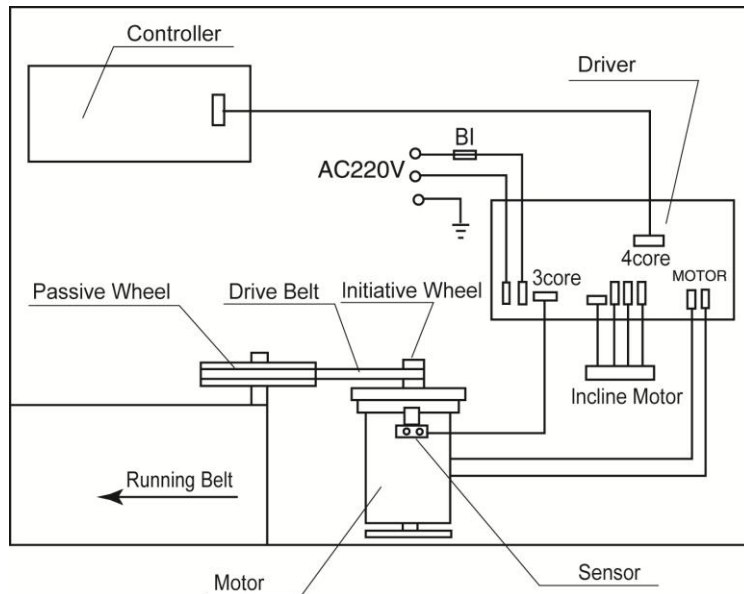 Controller
Driver
BI
AC220V
4core
3core
MOTOR
Passive Wheel
Drive Belt
Initiative Wheel
Incline Motor
Running Belt
Motor
Sensor